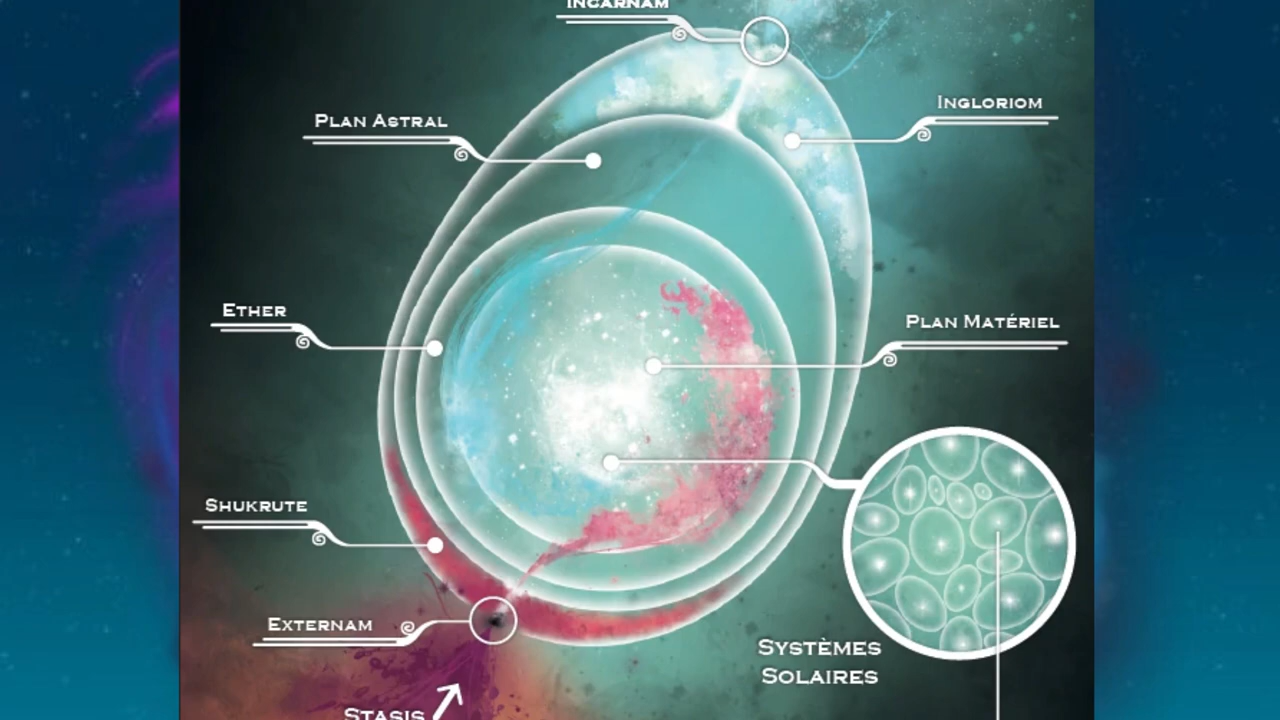 INCARNAM
INGLORIOM
PLAN ASTRAL
ETHER
PLAN MATÉRIEL
SHUKRUTE
EXTERNAM
SYSTÈMES
SOLAIRES
STASIS